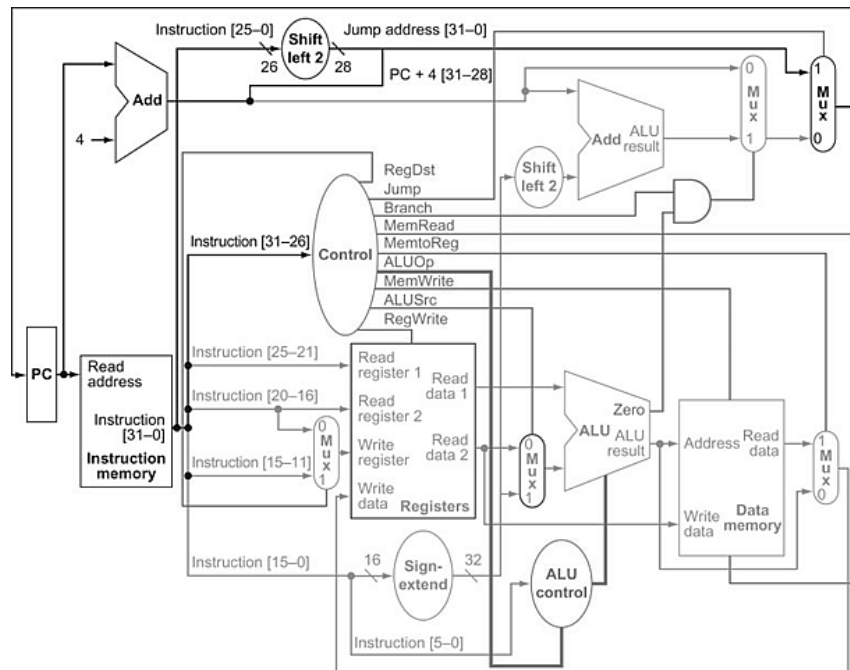 Instruction [25–0]
Shift
left 2
Jump address [31–0]
26
28
PC + 4 [31–28]
Add
4
Add
ALU
result
Shift
left 2
0
M
u
x
1
1
M
u
x
0
RegDst
Jump
Branch
MemRead
MemtoReg
ALUOp
MemWrite
ALUSrc
RegWrite
Control
Instruction [31–26]
PC
Read
address
Instruction
[31–0]
Instruction
memory
Instruction [25–21]
Instruction [20–16]
Instruction [15–11]
Instruction [15–0]
0
M
u
x
1
Read
register 1
Read
register 2
Write
register
Write
data
Read
data 1
Read
data 2
Registers
0
M
u
x
1
ALU
Zero
ALU
result
Address
Read
data
Write
data
Data
memory
1
M
u
x
0
16
Sign-
extend
32
ALU
control
Instruction [5–0]